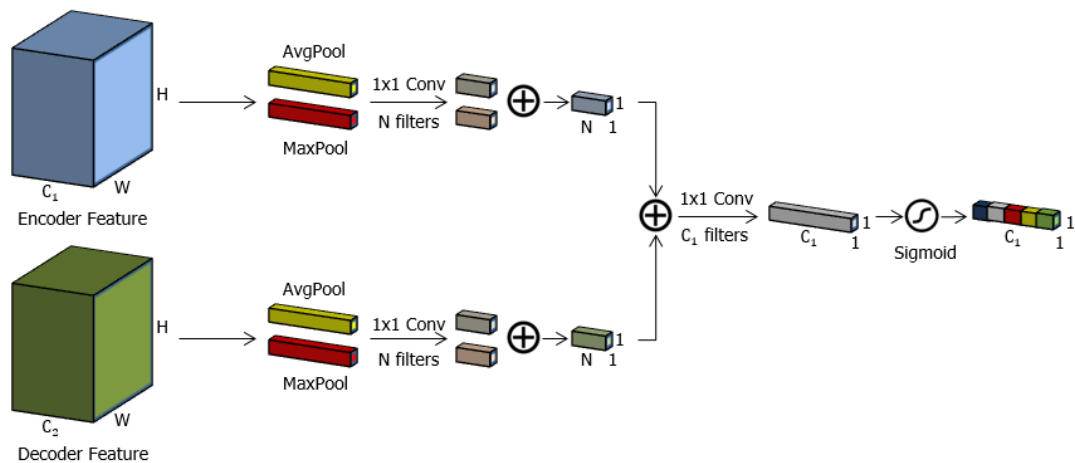 AvgPool
H
1x1 Conv
N filters
MaxPool
1
N 1
C₁
W
Encoder Feature
1x1 Conv
C₁ filters
1
C₁
1
Sigmoid
1
C₁
1
AvgPool
H
1x1 Conv
N filters
MaxPool
1
N 1
C₂
W
Decoder Feature